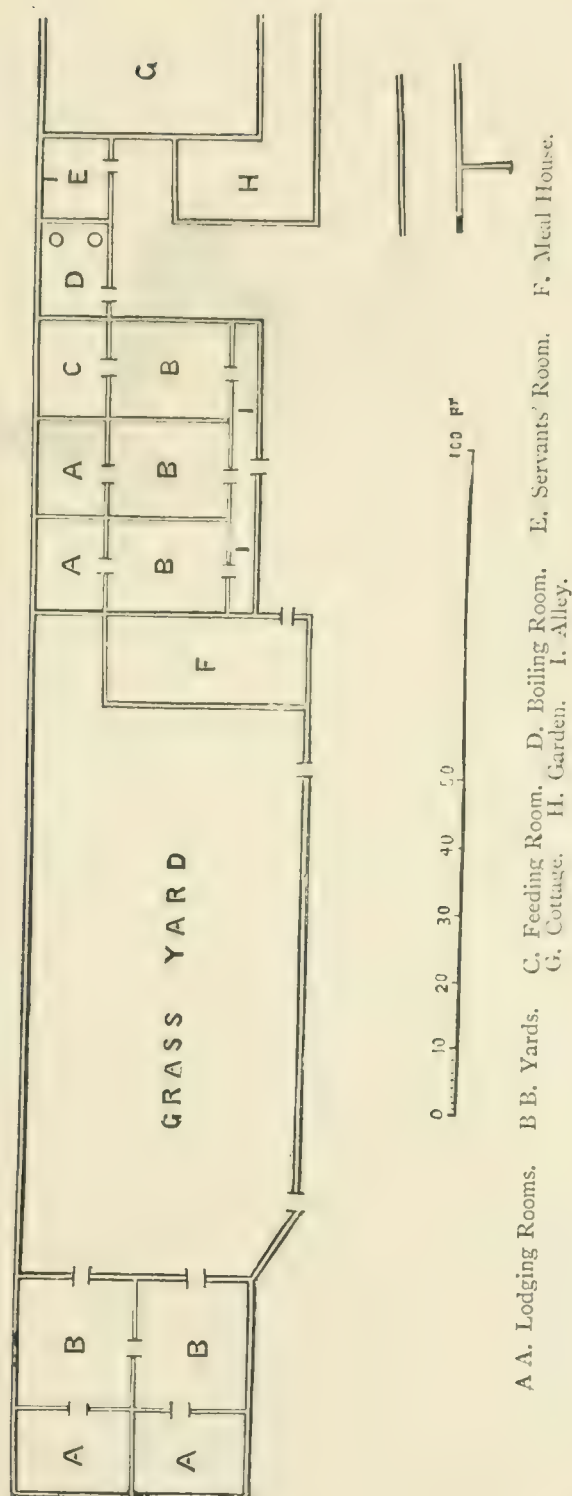 A
B
A
B
GRASS YARD
F
A
A
C
D
E
G
B
B
B
H
I
I
0 10 20 30 40 50 100 FT
A A. Lodging Rooms. B B. Yards. C. Feeding Room. D. Boiling Room. E. Servants' Room. F. Meal House.
G. Cottage. H. Garden. I. Alley.